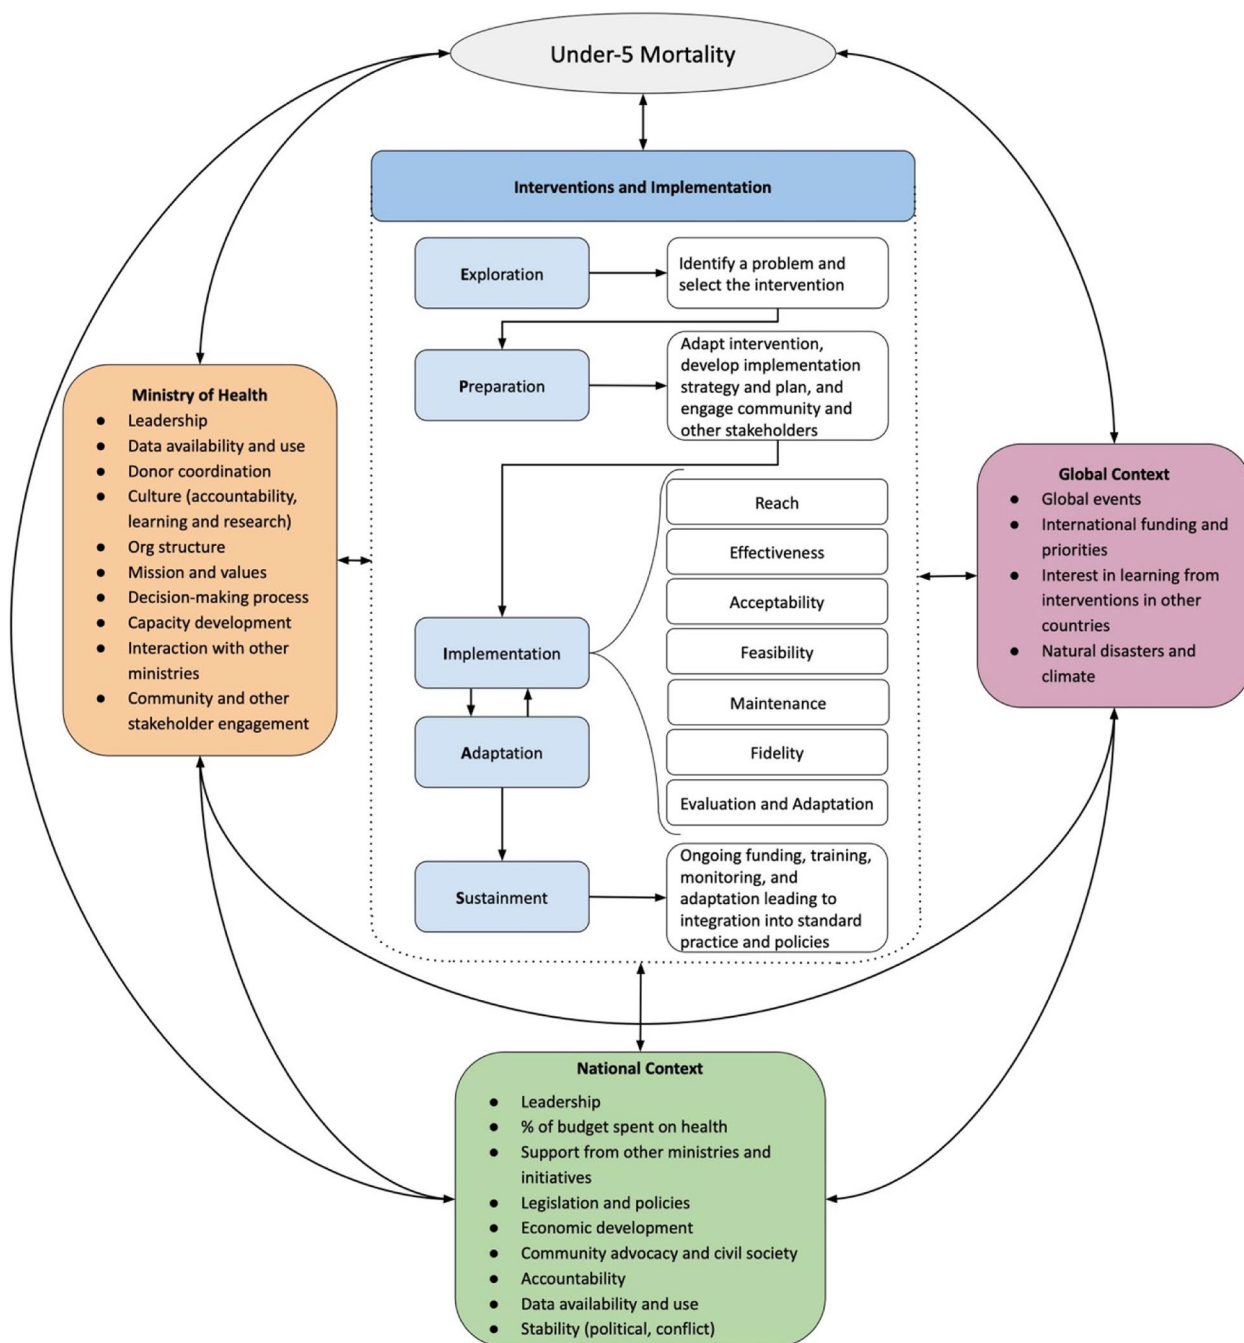 Under-5 Mortality
Interventions and Implementation
Exploration
Identify a problem and
select the intervention
Preparation
Adapt intervention,
develop implementation
strategy and plan, and
engage community and
other stakeholders
Ministry of Health
● Leadership
● Data availability and use
● Donor coordination
● Culture (accountability,
learning and research)
● Org structure
● Mission and values
● Decision-making process
● Capacity development
● Interaction with other
ministries
● Community and other
stakeholder engagement
Implementation
Adaptation
Reach
Effectiveness
Acceptability
Feasibility
Maintenance
Fidelity
Evaluation and Adaptation
Sustainment
Ongoing funding, training,
monitoring, and
adaptation leading to
integration into standard
practice and policies
Global Context
● Global events
● International funding and
priorities
● Interest in learning from
interventions in other
countries
● Natural disasters and
climate
National Context
● Leadership
● % of budget spent on health
● Support from other ministries and
initiatives
● Legislation and policies
● Economic development
● Community advocacy and civil society
● Accountability
● Data availability and use
● Stability (political, conflict)